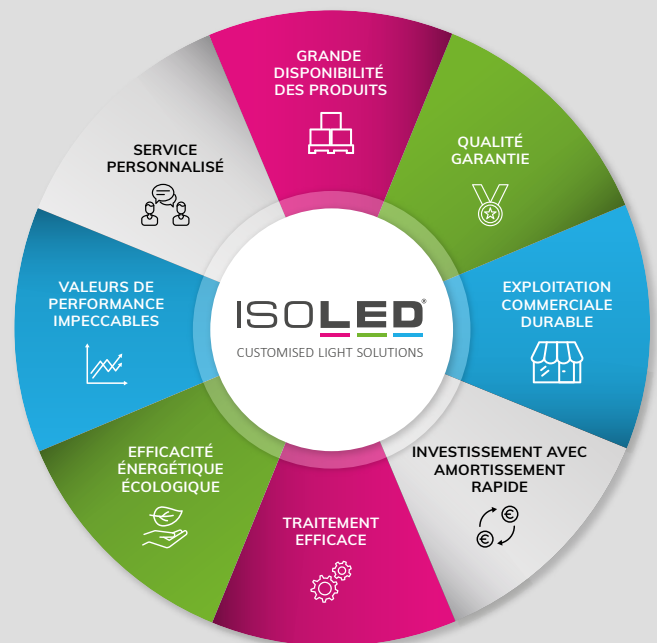 GRANDE
DISPONIBILITÉ
DES PRODUITS
QUALITÉ
GARANTIE
EXPLOITATION
COMMERCIALE
DURABLE
INVESTISSEMENT AVEC
AMORTISSEMENT
RAPIDE
TRAITEMENT
EFFICACE
EFFICACITÉ
ÉNERGÉTIQUE
ÉCOLOGIQUE
VALEURS DE
PERFORMANCE
IMPECCABLES
SERVICE
PERSONNALISÉ
ISOLED®
CUSTOMISED LIGHT SOLUTIONS